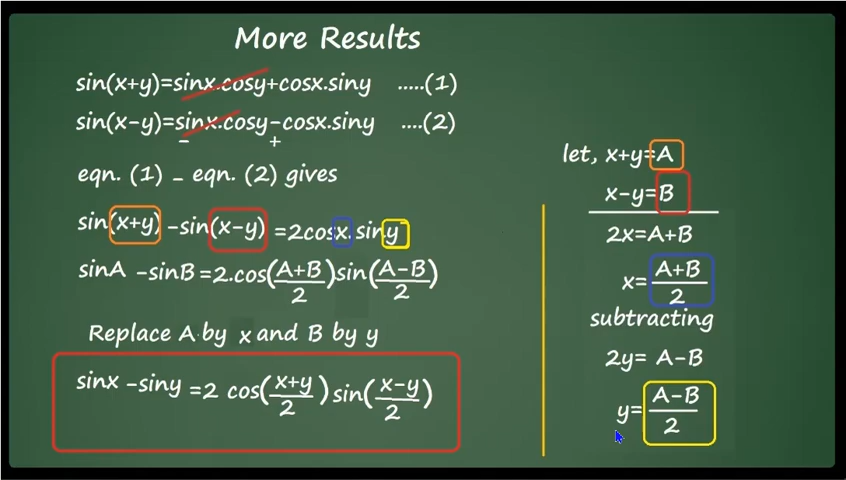 More Results
sin(x+y)=sinx.cosy+cosx.siny .....(1)
sin(x-y)=sinx.cosy-cosx.siny ....(2)
- +
eqn. (1) - eqn. (2) gives
sin(x+y) -sin(x-y) =2cosx.siny
sinA -sinB =2.cos(A+B/2)sin(A-B/2)
Replace A by x and B by y
sinx -siny =2 cos(x+y/2)sin(x-y/2)
let, x+y=A
x-y=B
2x=A+B
x=A+B/2
subtracting
2y= A-B
y=A-B/2